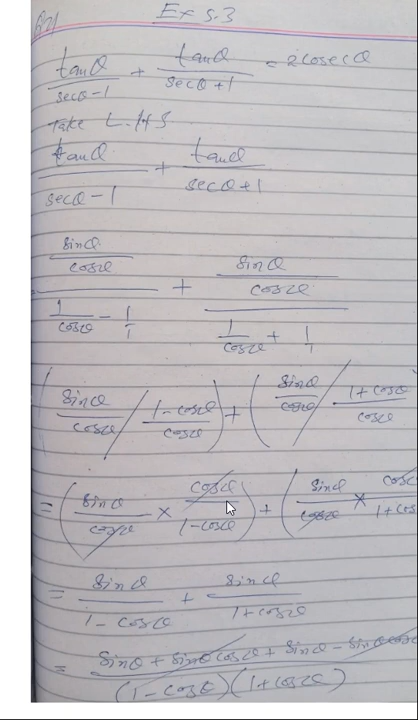 Ex 5.3
tanθ/secθ-1 + tanθ/secθ+1 = 2cosecθ
Take L.H.S
tanθ/secθ-1 + tanθ/secθ+1
= (sinθ/cosθ)/(1/cosθ - 1/1) + (sinθ/cosθ)/(1/cosθ + 1/1)
(sinθ/cosθ / 1-cosθ/cosθ) + (sinθ/cosθ / 1+cosθ/cosθ
= (sinθ/cosθ × cosθ/1-cosθ) + (sinθ/cosθ × cosθ/1+cos
= sinθ/1-cosθ + sinθ/1+cosθ
= sinθ + sinθcosθ + sinθ - sinθcosθ/(1-cosθ)(1+cosθ)